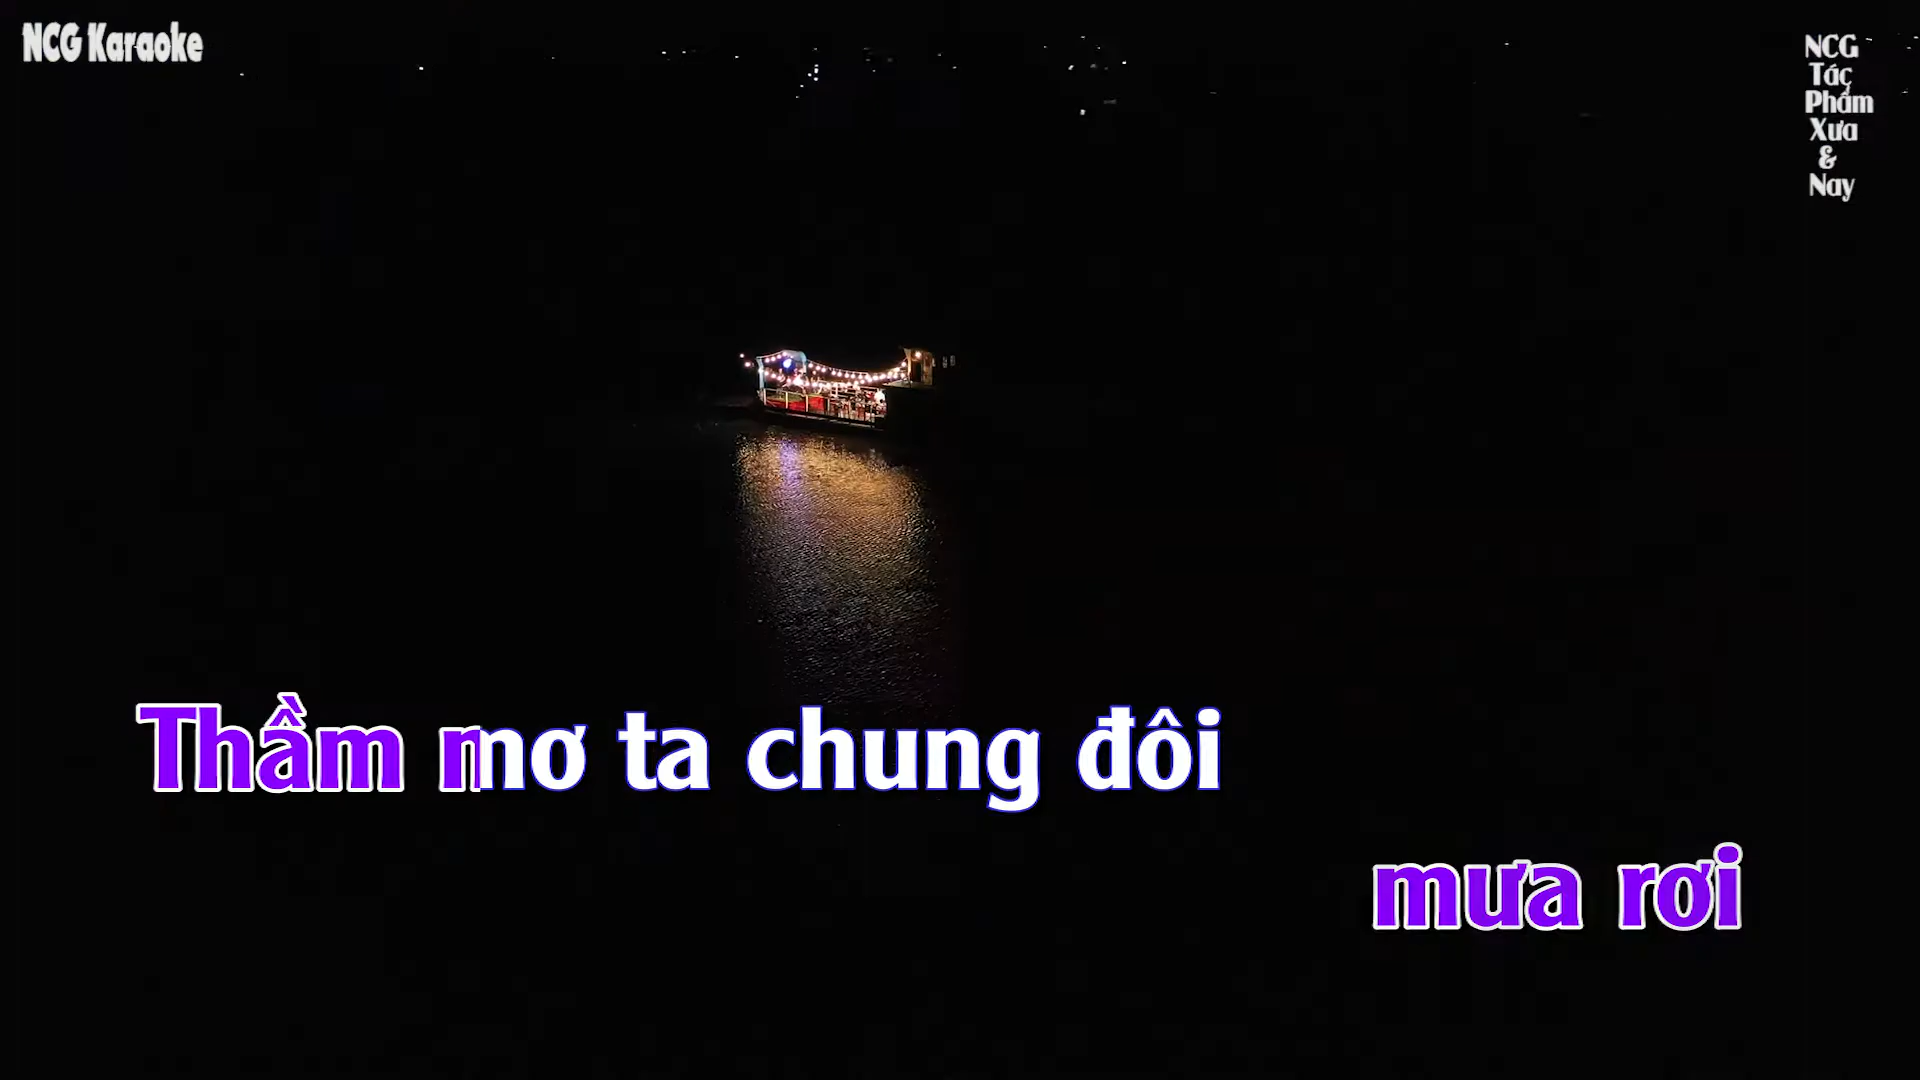 NCG Karaoke
NCG
Tác
Phẩm
Xưa
&
Nay
Thầm mơ ta chung đôi
mưa rơi